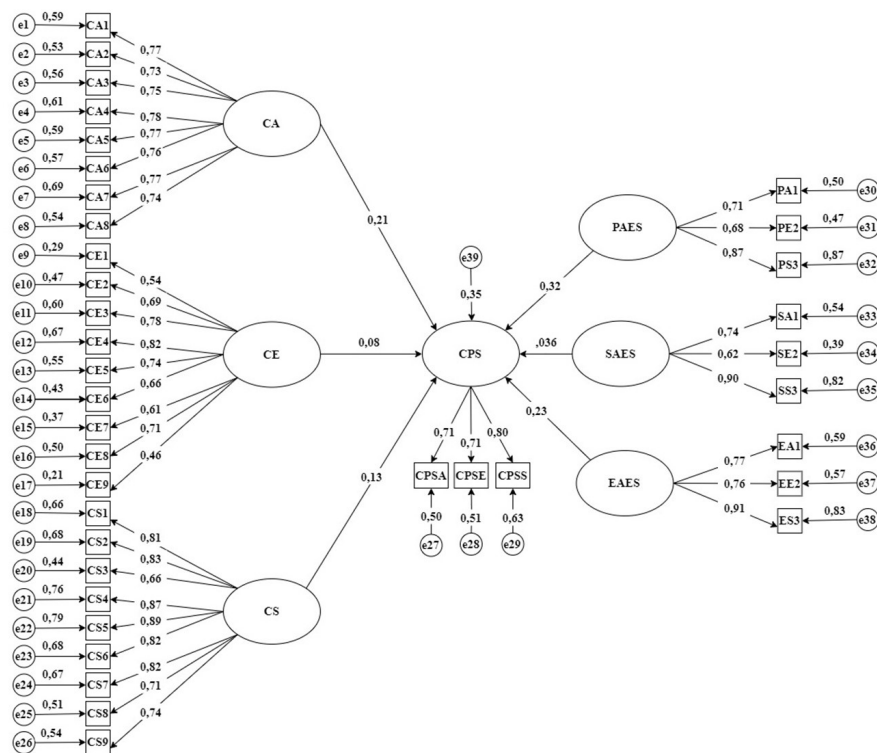 e1 0,59 CA1
e2 0,53 CA2
e3 0,56 CA3
e4 0,61 CA4
e5 0,59 CA5
e6 0,57 CA6
e7 0,69 CA7
e8 0,54 CA8
0,77
0,73
0,75
0,78
0,77
0,76
0,77
0,74
CA
0,21
e9 0,29 CE1
e10 0,47 CE2
e11 0,60 CE3
e12 0,67 CE4
e13 0,55 CE5
e14 0,43 CE6
e15 0,37 CE7
e16 0,50 CE8
e17 0,21 CE9
0,54
0,69
0,78
0,82
0,74
0,66
0,61
0,71
0,46
CE
0,08
e18 0,66 CS1
e19 0,68 CS2
e20 0,44 CS3
e21 0,76 CS4
e22 0,79 CS5
e23 0,68 CS6
e24 0,67 CS7
e25 0,51 CS8
e26 0,54 CS9
0,81
0,83
0,66
0,87
0,89
0,82
0,82
0,71
0,74
CS
0,13
e39
0,35
CPS
0,71 0,71 0,80
CPSA CPSE CPSS
0,50 0,51 0,63
e27 e28 e29
PAES
0,32
0,71 PA1 0,50 e30
0,68 PE2 0,47 e31
0,87 PS3 0,87 e32
SAES
,036
0,74 SA1 0,54 e33
0,62 SE2 0,39 e34
0,90 SS3 0,82 e35
EAES
0,23
0,77 EA1 0,59 e36
0,76 EE2 0,57 e37
0,91 ES3 0,83 e38